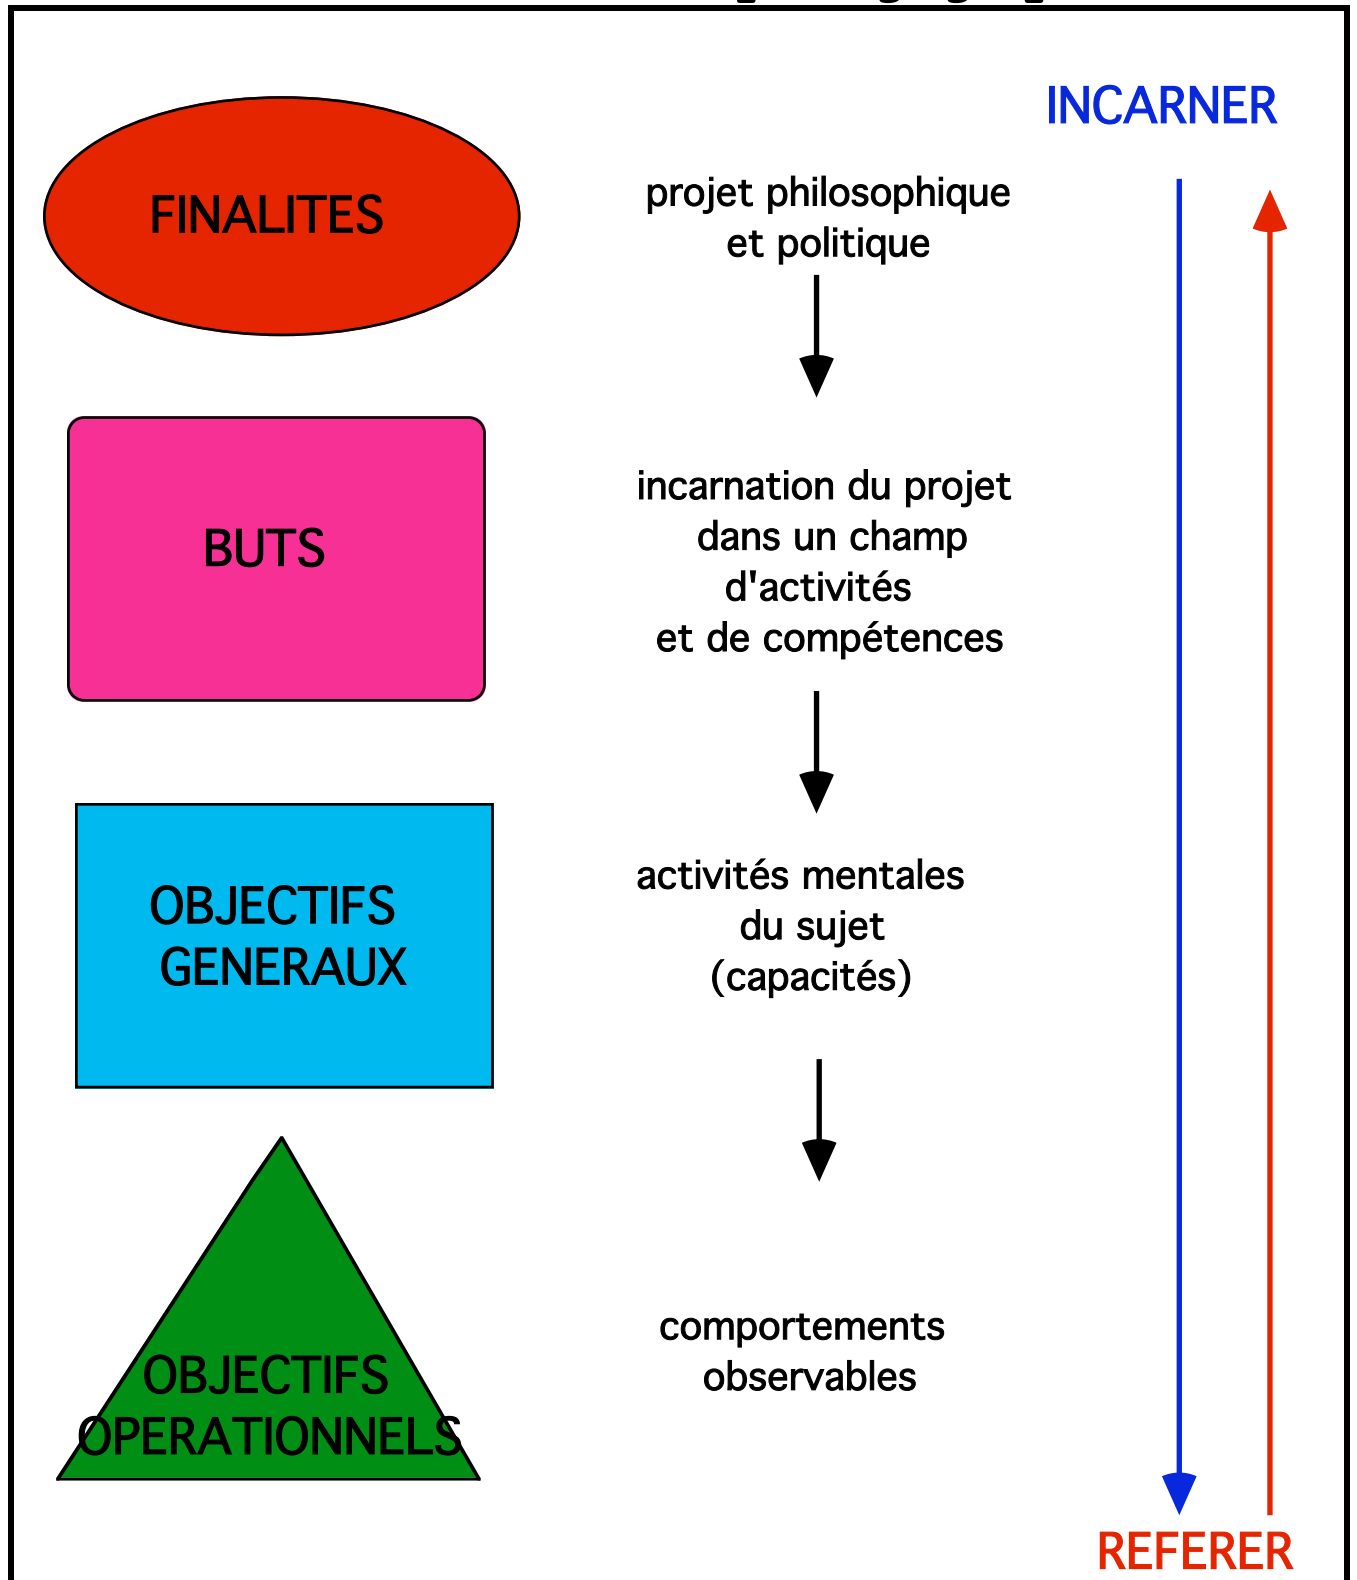 INCARNER
FINALITES
projet philosophique
et politique
BUTS
incarnation du projet
dans un champ
d'activités
et de compétences
OBJECTIFS
GENERAUX
activités mentales
du sujet
(capacités)
OBJECTIFS
OPERATIONNELS
comportements
observables
REFERER